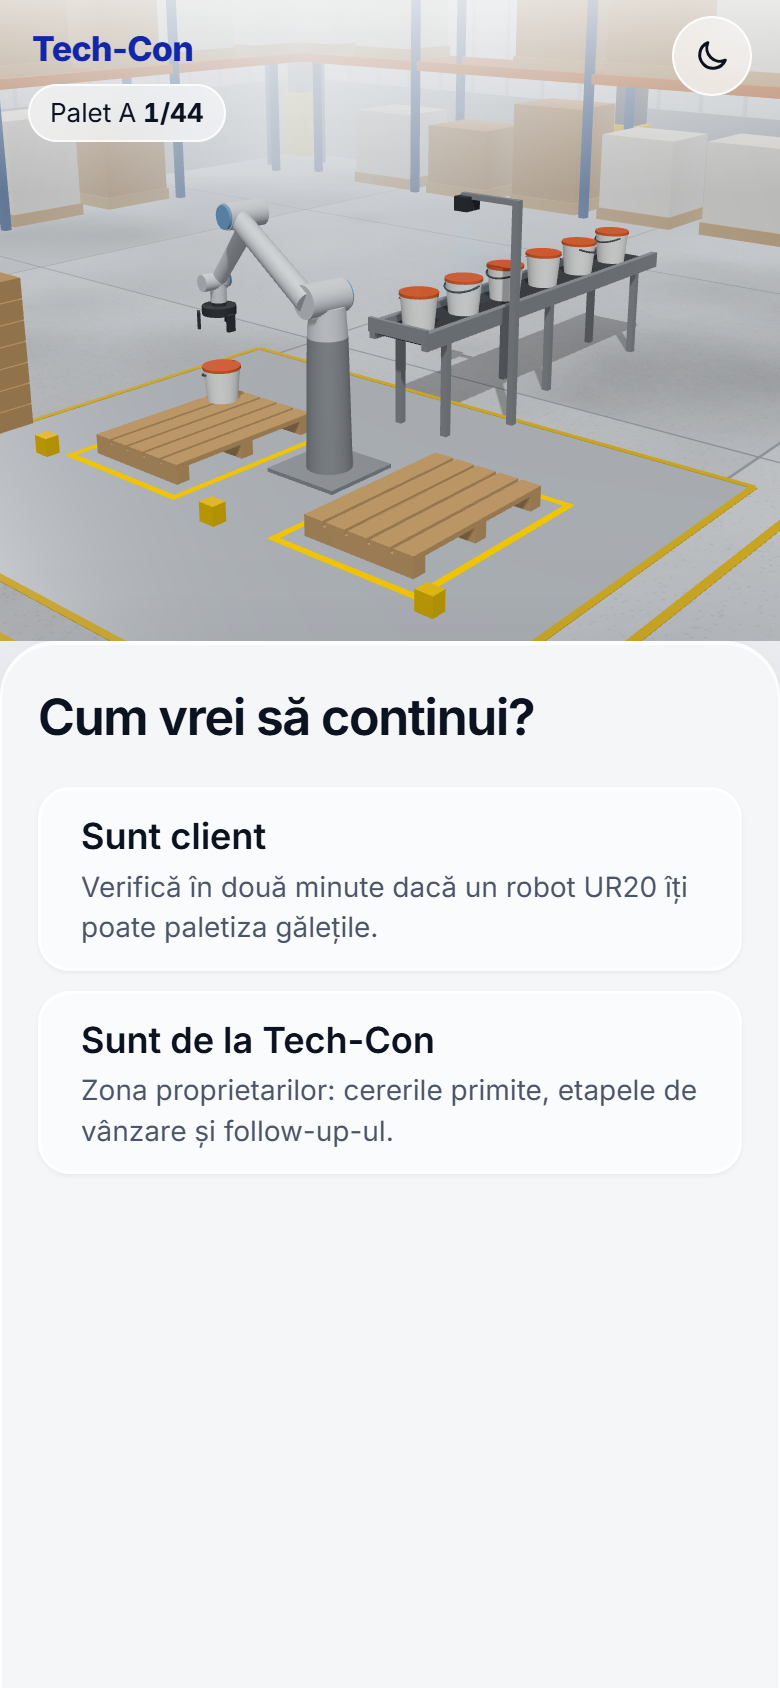 Tech-Con
Palet A 1/44
Cum vrei să continui?
Sunt client
Verifică în două minute dacă un robot UR20 îți
poate paletiza gălețile.
Sunt de la Tech-Con
Zona proprietarilor: cererile primite, etapele de
vânzare și follow-up-ul.